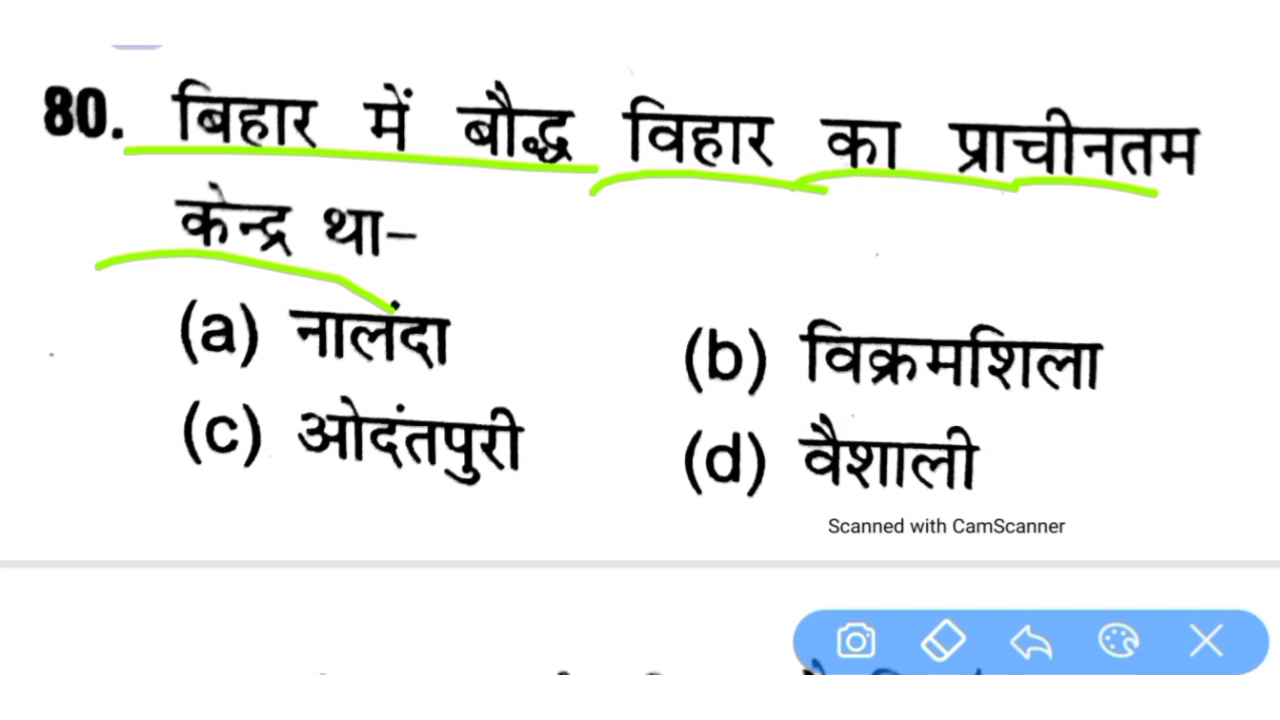 80. बिहार में बौद्ध विहार का प्राचीनतम
केन्द्र था–
(a) नालंदा (b) विक्रमशिला
(c) ओदंतपुरी (d) वैशाली
Scanned with CamScanner